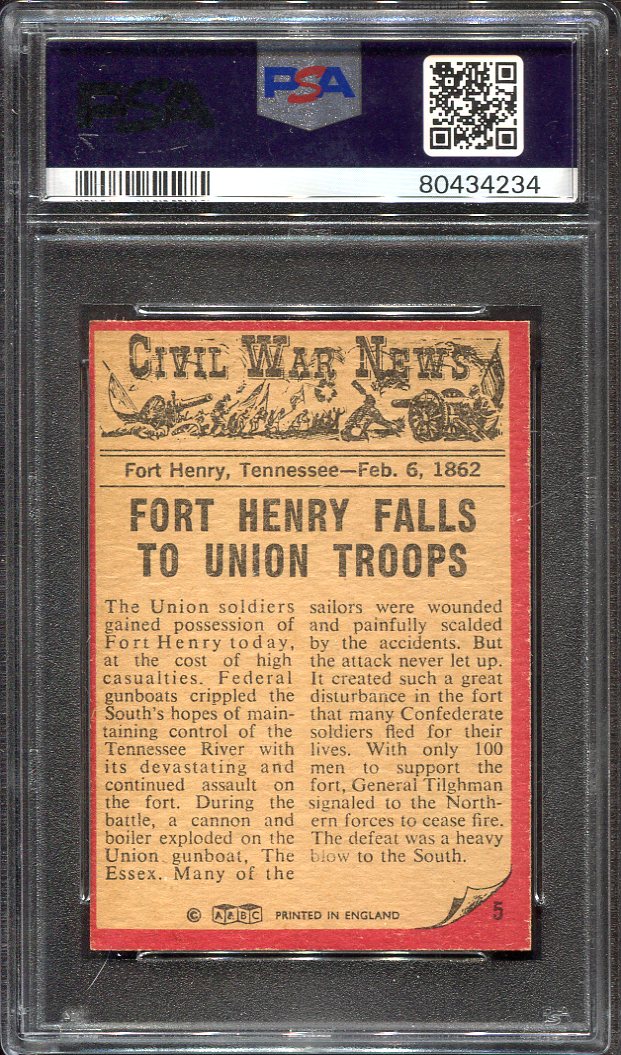 PSA
PSA
80434234
CIVIL WAR NEWS
Fort Henry, Tennessee—Feb. 6, 1862
FORT HENRY FALLS
TO UNION TROOPS
The Union soldiers
gained possession of
Fort Henry today,
at the cost of high
casualties. Federal
gunboats crippled the
South's hopes of main-
taining control of the
Tennessee River with
its devastating and
continued assault on
the fort. During the
battle, a cannon and
boiler exploded on the
Union gunboat, The
Essex. Many of the
sailors were wounded
and painfully scalded
by the accidents. But
the attack never let up.
It created such a great
disturbance in the fort
that many Confederate
soldiers fled for their
lives. With only 100
men to support the
fort, General Tilghman
signaled to the North-
ern forces to cease fire.
The defeat was a heavy
blow to the South.
© A&BC PRINTED IN ENGLAND
5